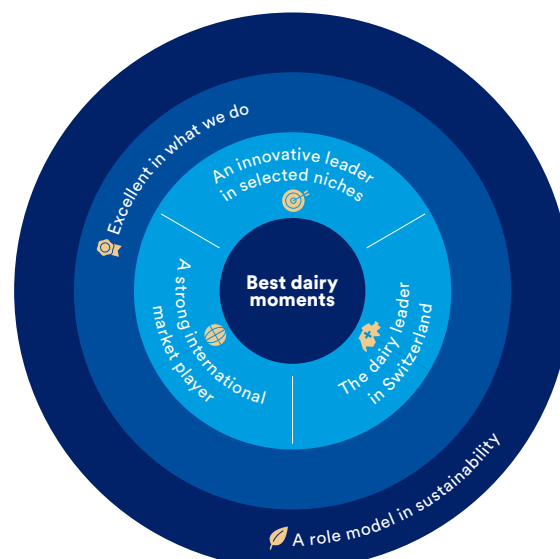 Excellent in what we do
An innovative leader
in selected niches
Best dairy
moments
A strong international
market player
The dairy leader
in Switzerland
A role model in sustainability